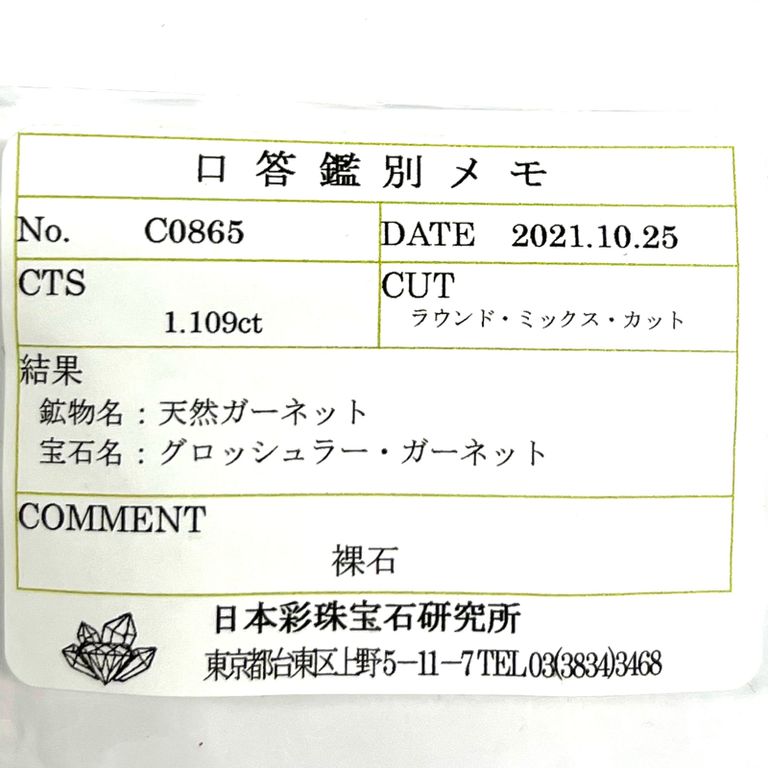 口答鑑別メモ
No. C0865 DATE 2021.10.25
CTS CUT
1.109ct ラウンド・ミックス・カット
結果
鉱物名：天然ガーネット
宝石名：グロッシュラー・ガーネット
COMMENT
裸石
日本彩珠宝石研究所
東京都台東区上野5-11-7 TEL 03(3834)3468